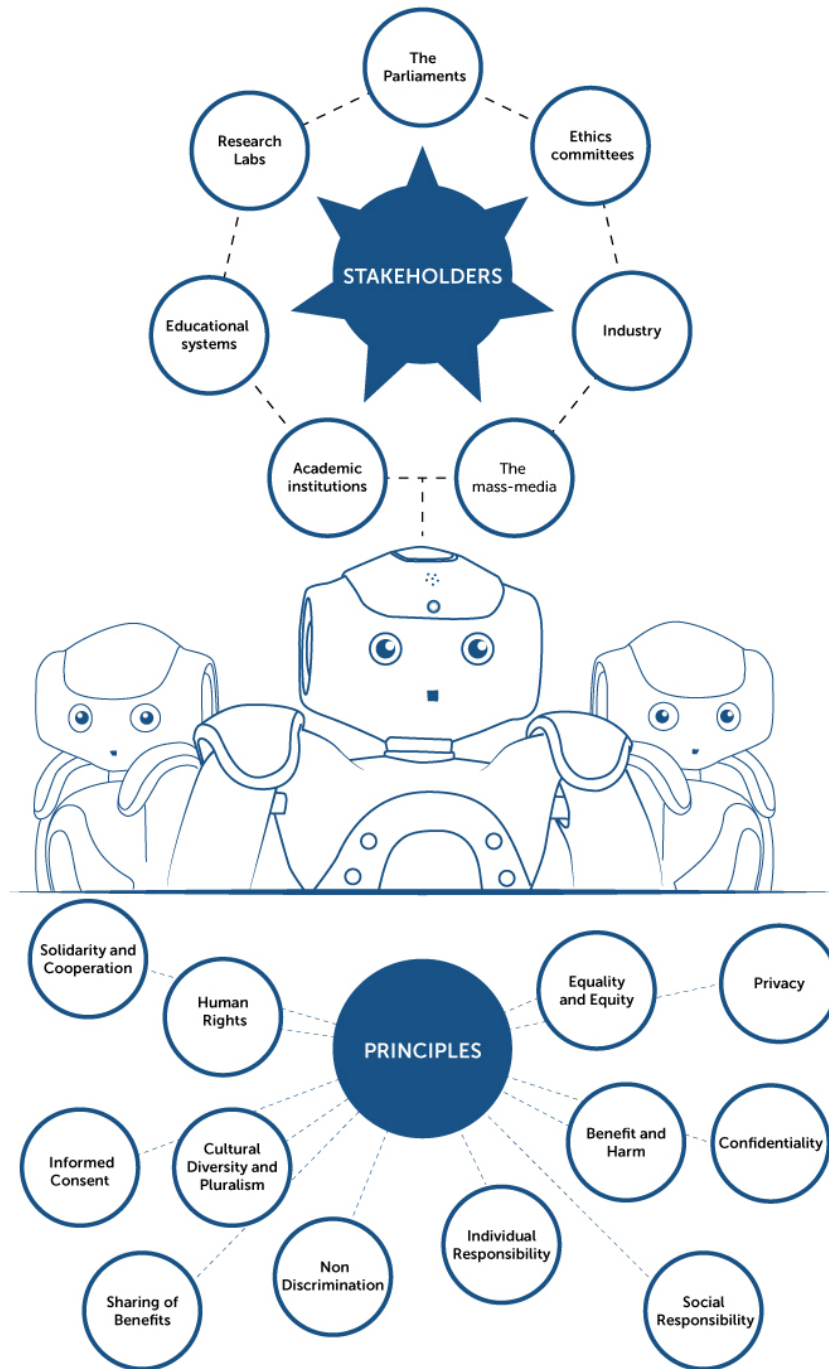 The
Parliaments
Research
Labs
Ethics
committees
STAKEHOLDERS
Educational
systems
Industry
Academic
institutions
The
mass-media
Solidarity and
Cooperation
Human
Rights
Equality
and Equity
Privacy
PRINCIPLES
Informed
Consent
Cultural
Diversity and
Pluralism
Benefit and
Harm
Confidentiality
Individual
Responsibility
Non
Discrimination
Sharing of
Benefits
Social
Responsibility